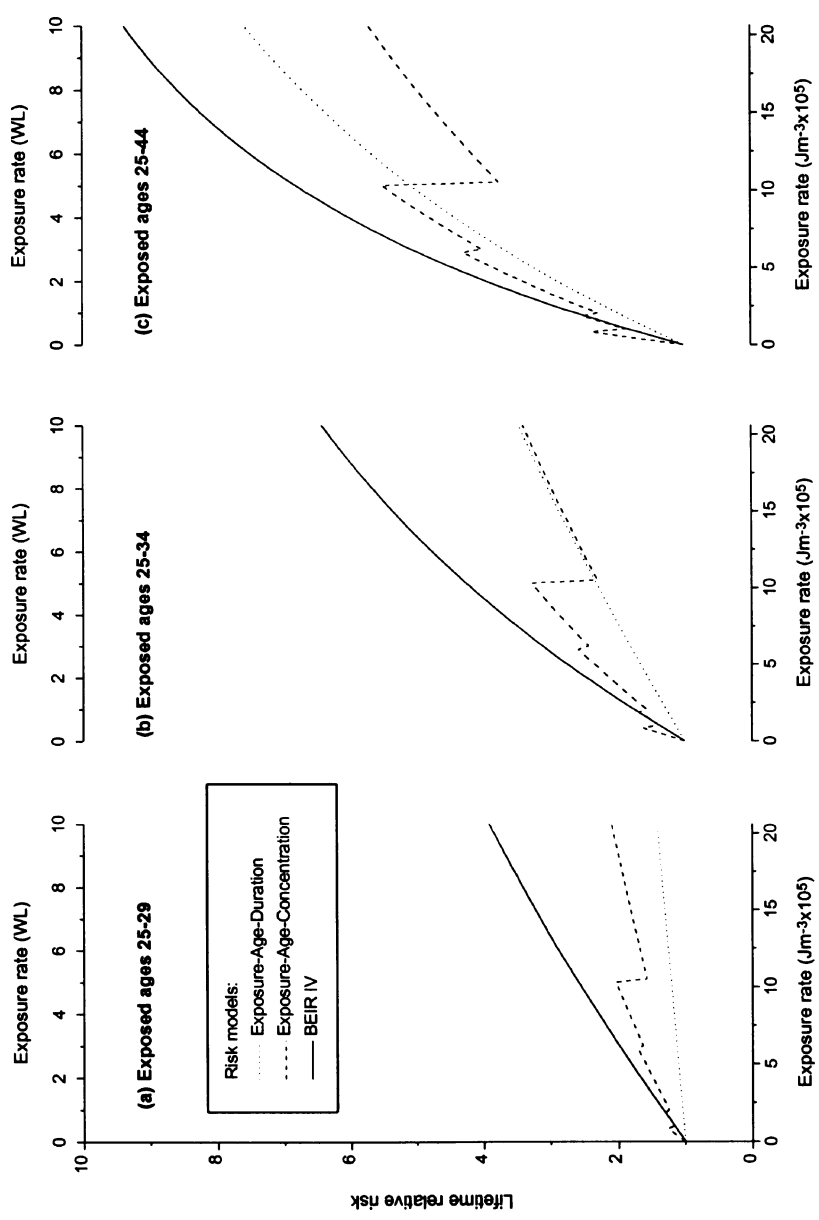 Exposure rate (WL)
0 2 4 6 8 10
(a) Exposed ages 25-29
Risk models:
Exposure-Age-Duration
Exposure-Age-Concentration
BEIR IV
Lifetime relative risk
10
8
6
4
2
0
0 5 10 15 20
Exposure rate (Jm-3x105)
Exposure rate (WL)
0 2 4 6 8 10
(b) Exposed ages 25-34
0 5 10 15 20
Exposure rate (Jm-3x105)
Exposure rate (WL)
0 2 4 6 8 10
(c) Exposed ages 25-44
0 5 10 15 20
Exposure rate (Jm-3x105)